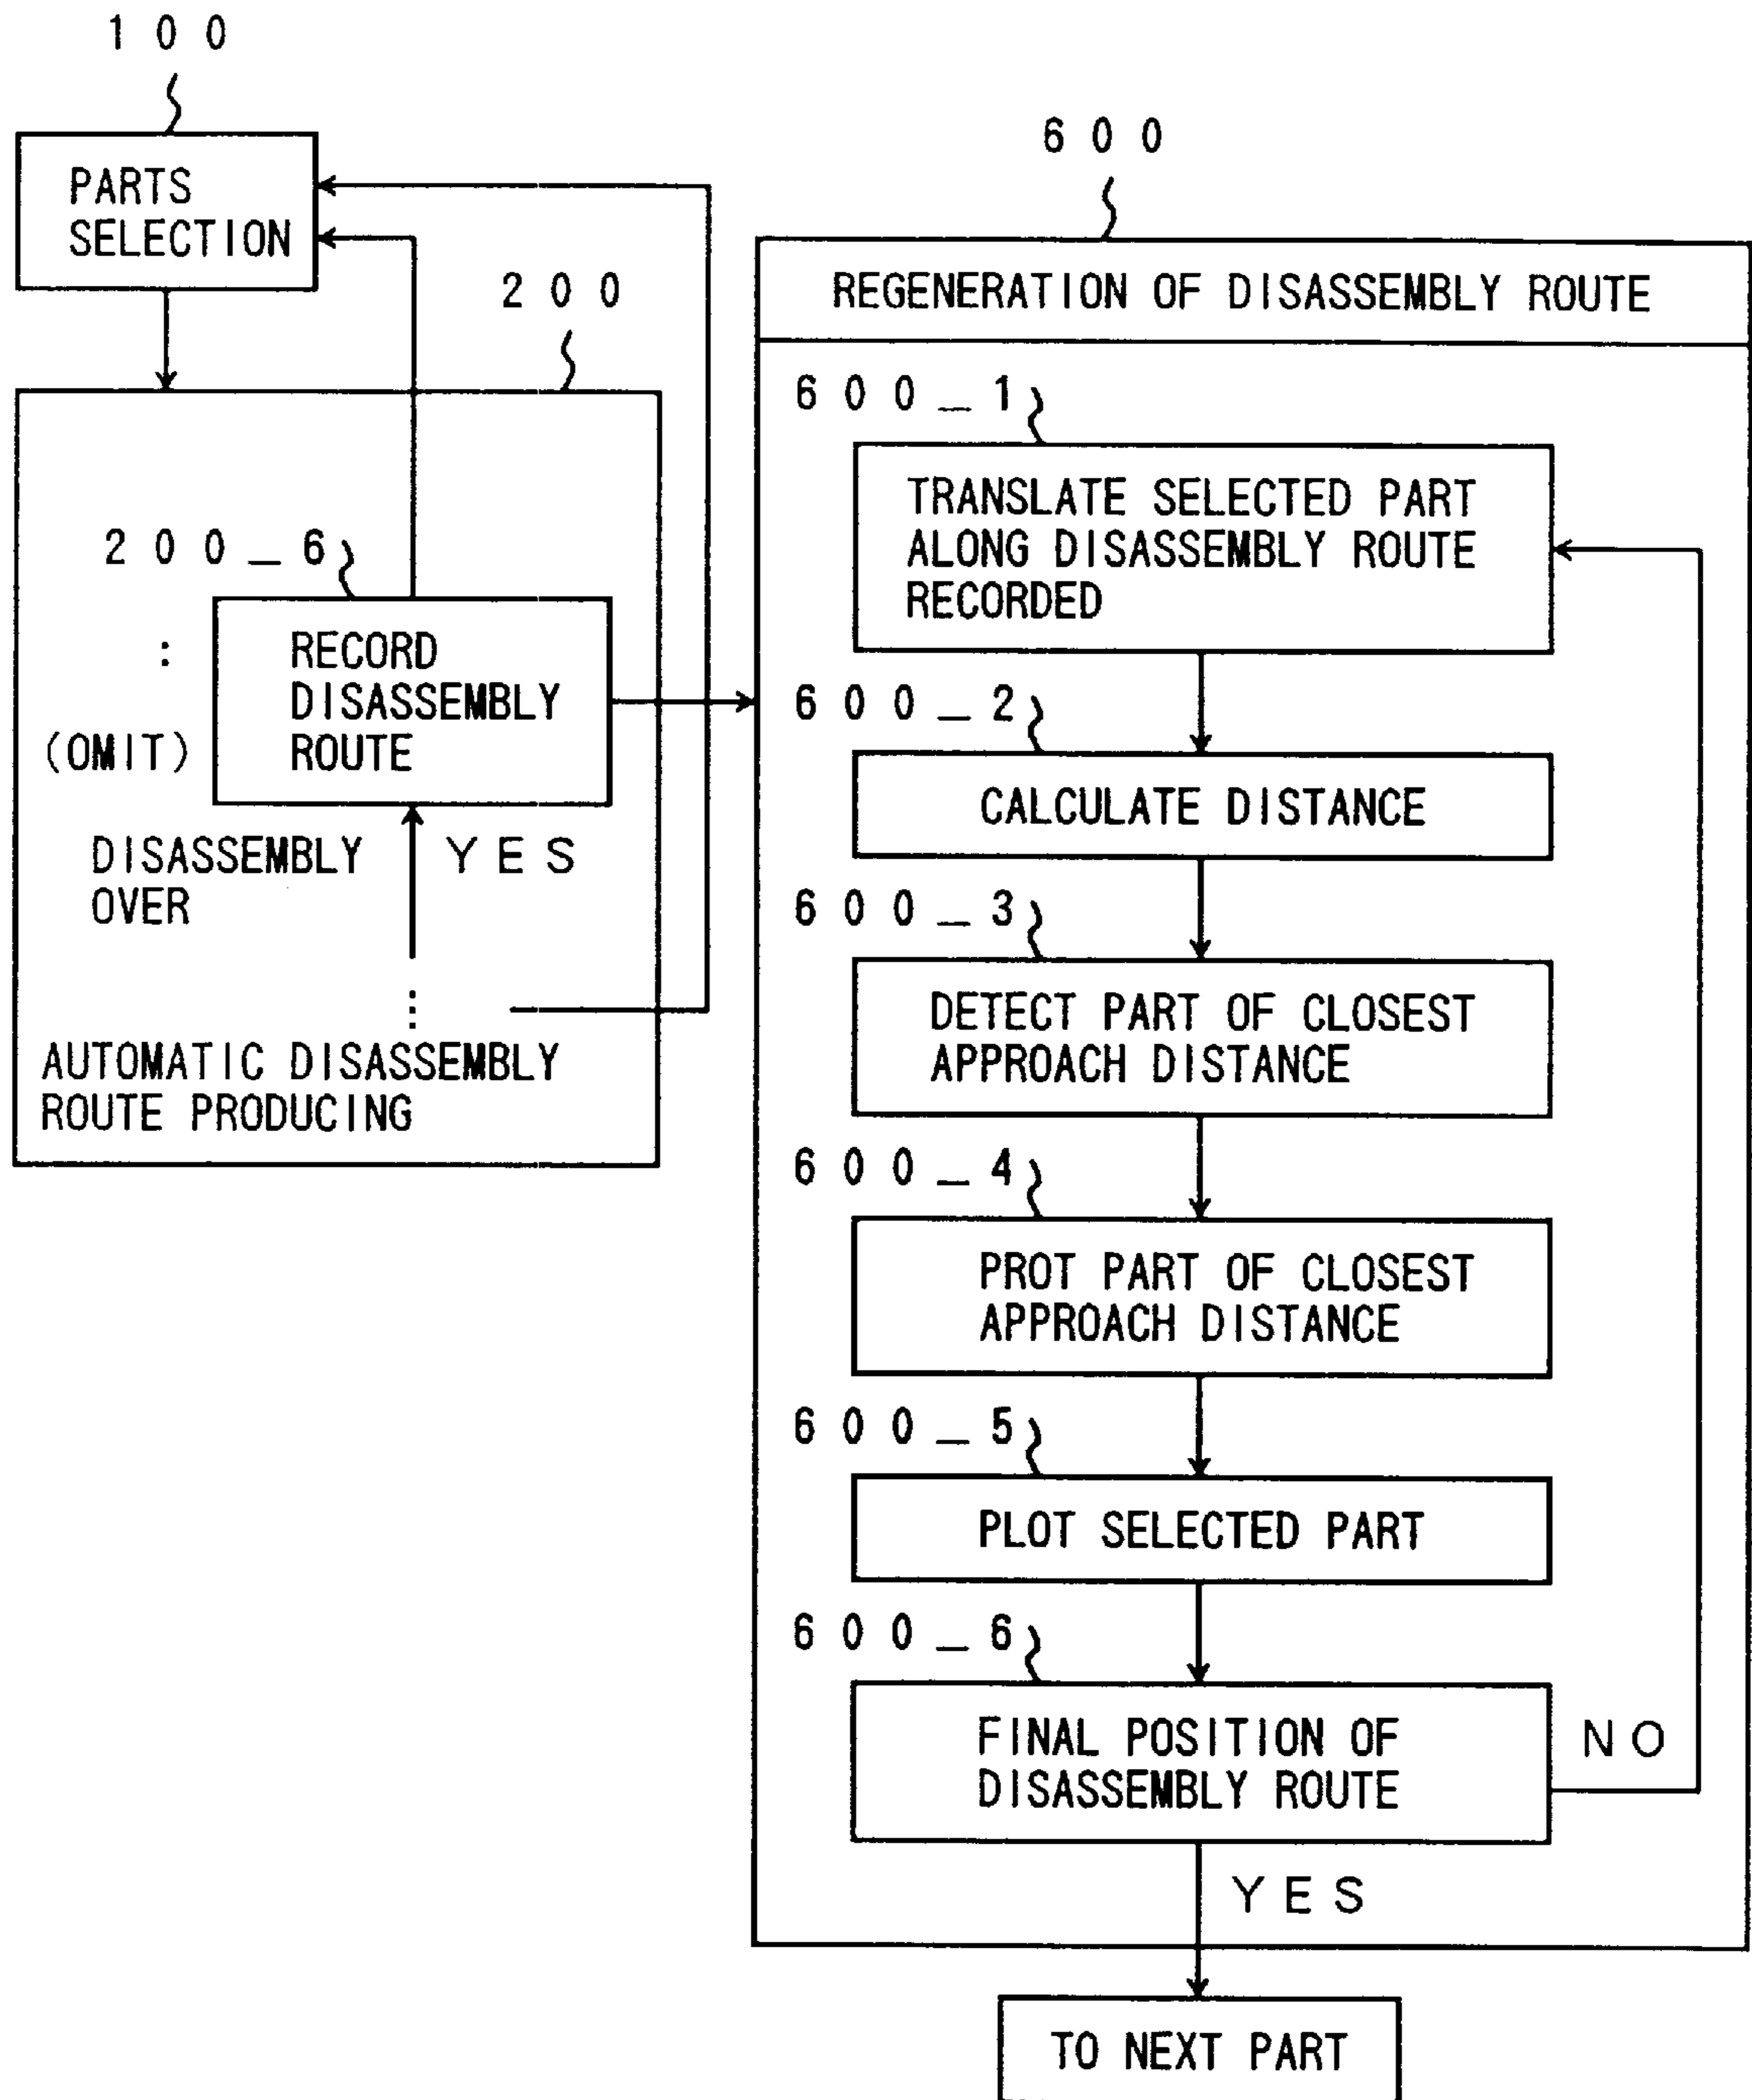 100
PARTS
SELECTION
200
200_6
:
(OMIT)
RECORD
DISASSEMBLY
ROUTE
DISASSEMBLY
OVER
YES
⋮
AUTOMATIC DISASSEMBLY
ROUTE PRODUCING
600
REGENERATION OF DISASSEMBLY ROUTE
600_1
TRANSLATE SELECTED PART
ALONG DISASSEMBLY ROUTE
RECORDED
600_2
CALCULATE DISTANCE
600_3
DETECT PART OF CLOSEST
APPROACH DISTANCE
600_4
PROT PART OF CLOSEST
APPROACH DISTANCE
600_5
PLOT SELECTED PART
600_6
FINAL POSITION OF
DISASSEMBLY ROUTE
NO
YES
TO NEXT PART